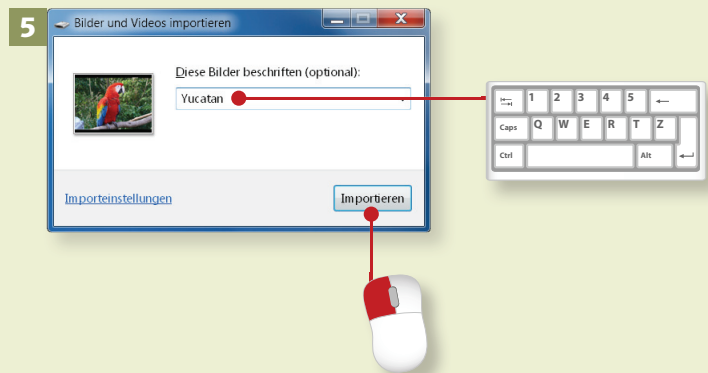 5
Bilder und Videos importieren
Diese Bilder beschriften (optional):
Yucatan
Importeinstellungen
Importieren
1 2 3 4 5
Caps Q W E R T Z
Ctrl Alt